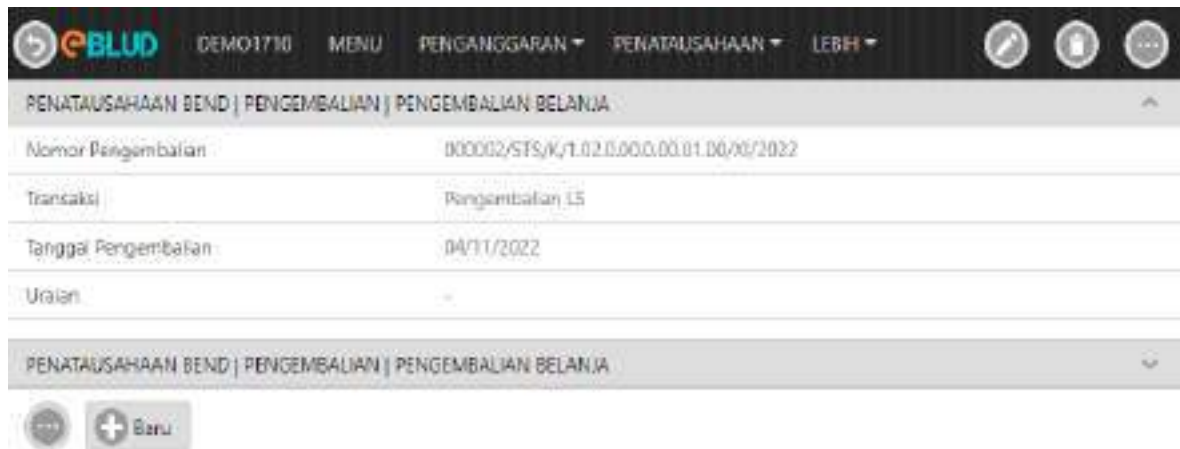 eBLUD DEMO1710 MENU PENGANGGARAN PENATAUSAHAAN LEBIH
PENATAUSAHAAN BEND | PENGEMBALIAN | PENGEMBALIAN BELANJA
Nomor Pengembalian 000002/STS/K/1.02.0.00.0.00.01.00/XI/2022
Transaksi Pengembalian LS
Tanggal Pengembalian 04/11/2022
Uraian -
PENATAUSAHAAN BEND | PENGEMBALIAN | PENGEMBALIAN BELANJA
Baru